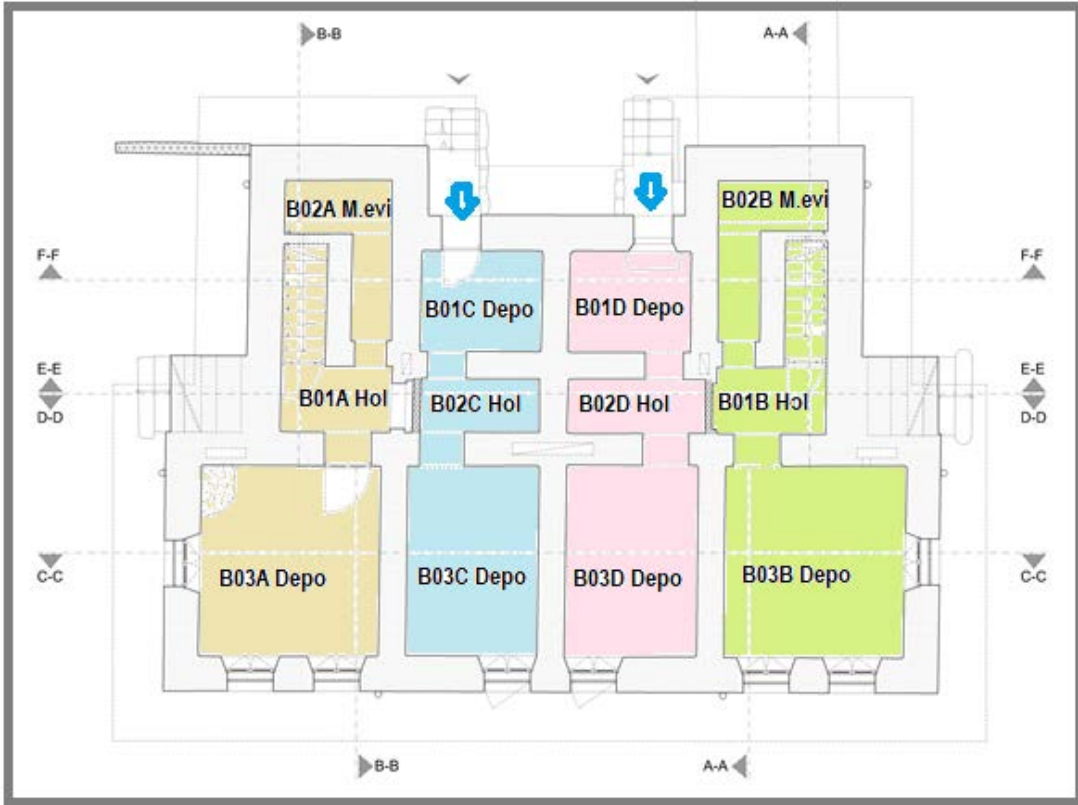 B-B
A-A
B02A M.evi
B02B M.evi
F-F
F-F
B01C Depo
B01D Depo
E-E
E-E
B01A Hol
B02C Hol
B02D Hol
B01B Hol
D-D
D-D
B03A Depo
B03C Depo
B03D Depo
B03B Depo
C-C
C-C
B-B
A-A